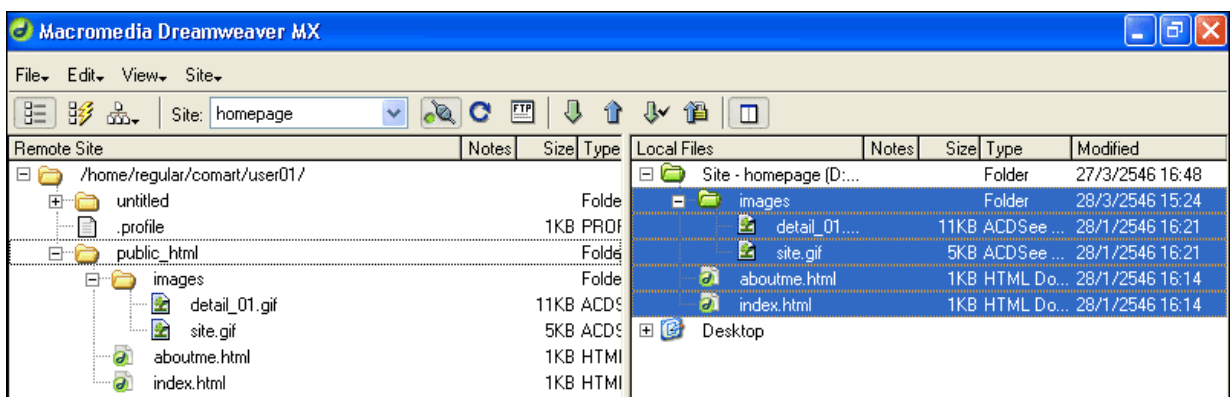 Macromedia Dreamweaver MX
File Edit View Site
Site: homepage FTP
Remote Site Notes Size Type Local Files Notes Size Type Modified
/home/regular/comart/user01/ Site - homepage (D:... Folder 27/3/2546 16:48
untitled Folde images Folder 28/3/2546 15:24
.profile 1KB PROF detail_01.... 11KB ACDSee ... 28/1/2546 16:21
public_html Folde site.gif 5KB ACDSee ... 28/1/2546 16:21
images Folde aboutme.html 1KB HTML Do... 28/1/2546 16:14
detail_01.gif 11KB ACDS index.html 1KB HTML Do... 28/1/2546 16:14
site.gif 5KB ACDS Desktop
aboutme.html 1KB HTMI
index.html 1KB HTMI